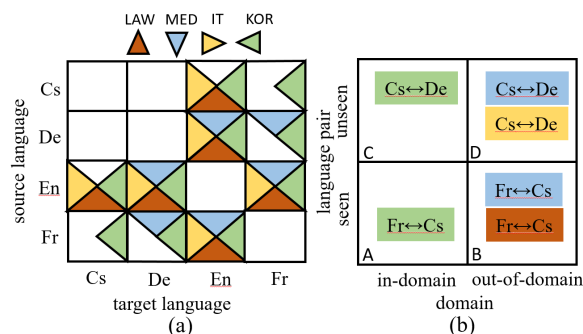 (a)
LAW MED IT KOR
source language
Cs
De
En
Fr
Cs De En Fr
target language
(a)
language pair
unseen
seen
Cs↔De
C
Cs↔De
Cs↔De
D
Fr↔Cs
A
Fr↔Cs
Fr↔Cs
B
in-domain out-of-domain
domain
(b)